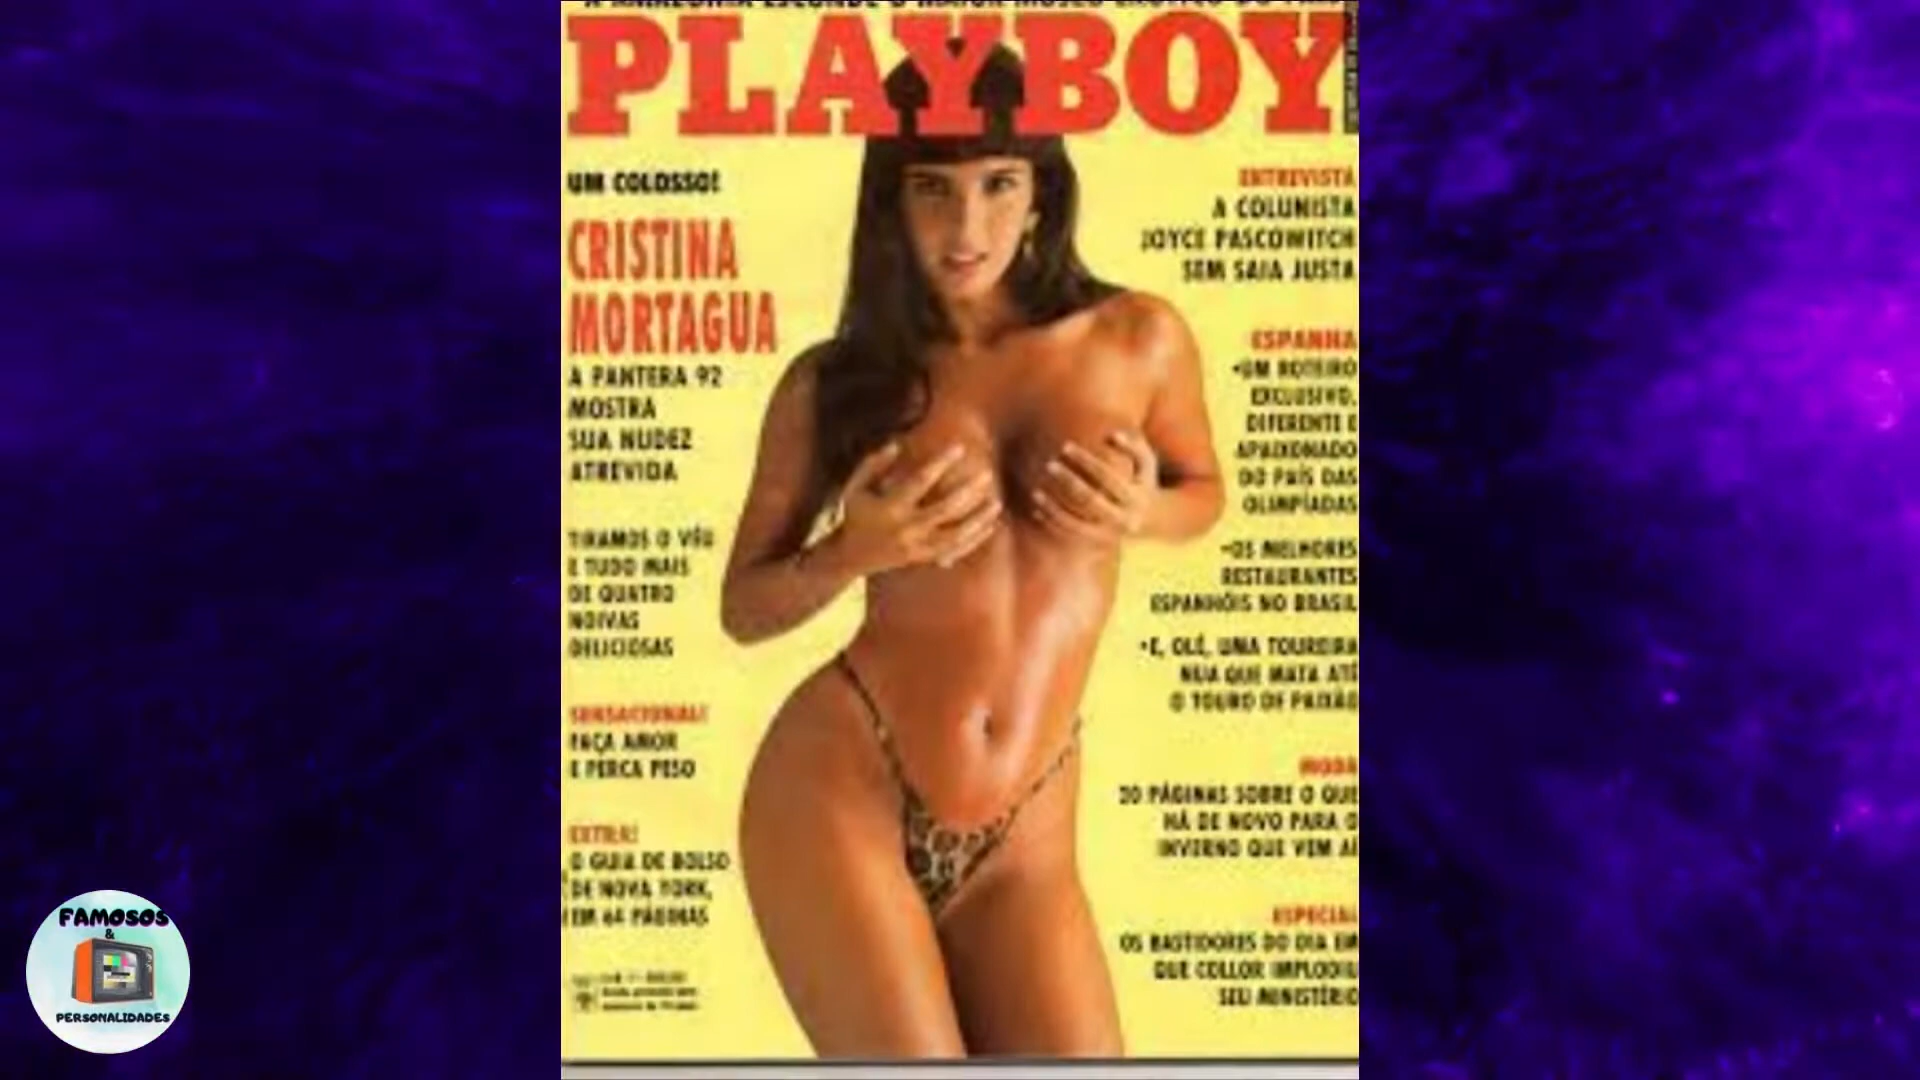 PLAYBOY
UM COLOSSO!
CRISTINA
MORTAGUA
A PANTERA 92
MOSTRA
SUA NUDEZ
ATREVIDA
TIRAMOS O VÉU
E TUDO MAIS
DE QUATRO
NOIVAS
DELICIOSAS
SENSACIONAL!
FAÇA AMOR
E PERCA PESO
EXTRA!
O GUIA DE BOLSO
DE NOVA YORK,
EM 64 PÁGINAS
ENTREVISTA
A COLUNISTA
JOYCE PASCOWITCH
SEM SAIA JUSTA
ESPANHA
•UM ROTEIRO
EXCLUSIVO,
DIFERENTE E
APAIXONADO
DO PAÍS DAS
OLIMPÍADAS
•OS MELHORES
RESTAURANTES
ESPANHÓIS NO BRASIL
•E, OLÉ, UMA TOUREIRA
NUA QUE MATA ATÉ
O TOURO DE PAIXÃO
MODA
20 PÁGINAS SOBRE O QUE
HÁ DE NOVO PARA O
INVERNO QUE VEM AÍ
ESPECIAL
OS BASTIDORES DO DIA EM
QUE COLLOR IMPLODIU
SEU MINISTÉRIO
FAMOSOS
&
PERSONALIDADES